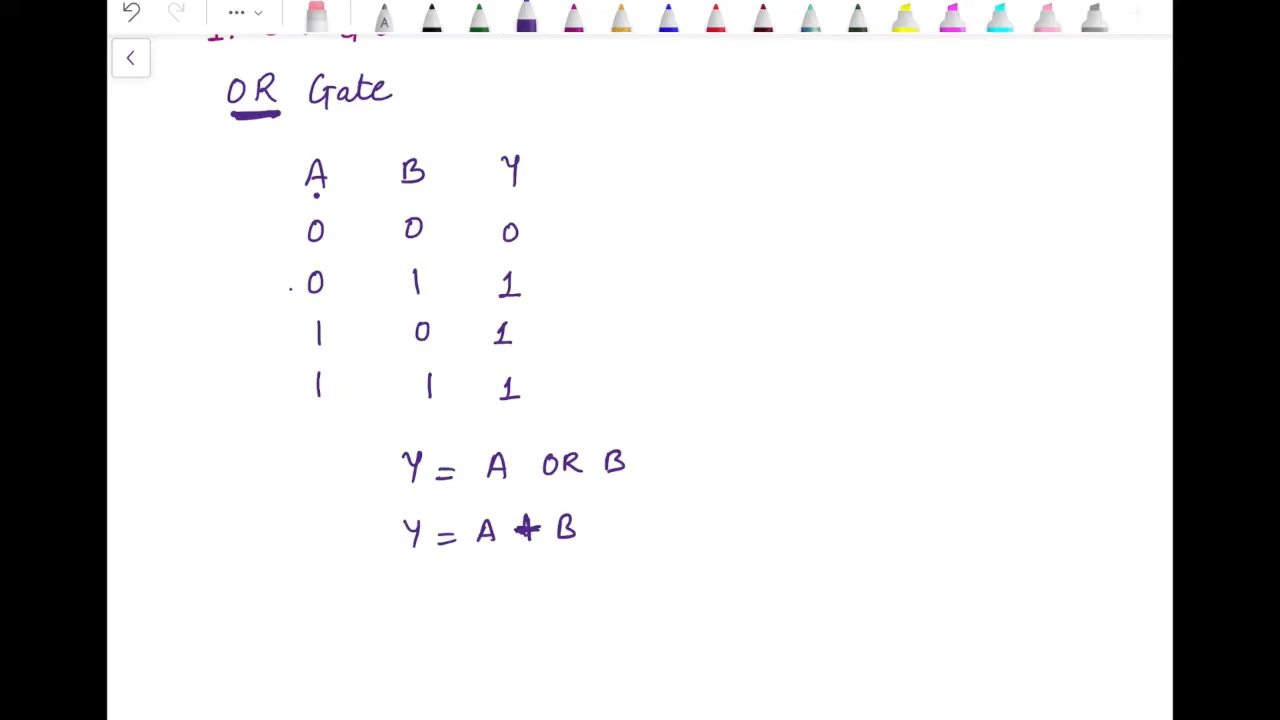 OR Gate
A B Y
0 0 0
0 1 1
1 0 1
1 1 1
Y = A OR B
Y = A + B